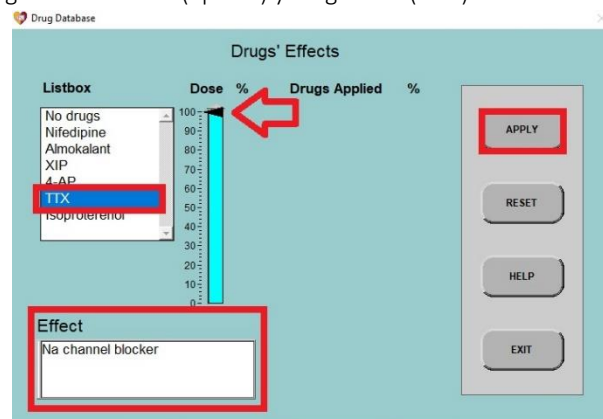 Drug Database
Drugs' Effects
Listbox Dose % Drugs Applied %
No drugs
Nifedipine
Almokalant
XIP
4-AP
TTX
Isoproterenol
100
90
80
70
60
50
40
30
20
10
0
Effect
Na channel blocker
APPLY
RESET
HELP
EXIT